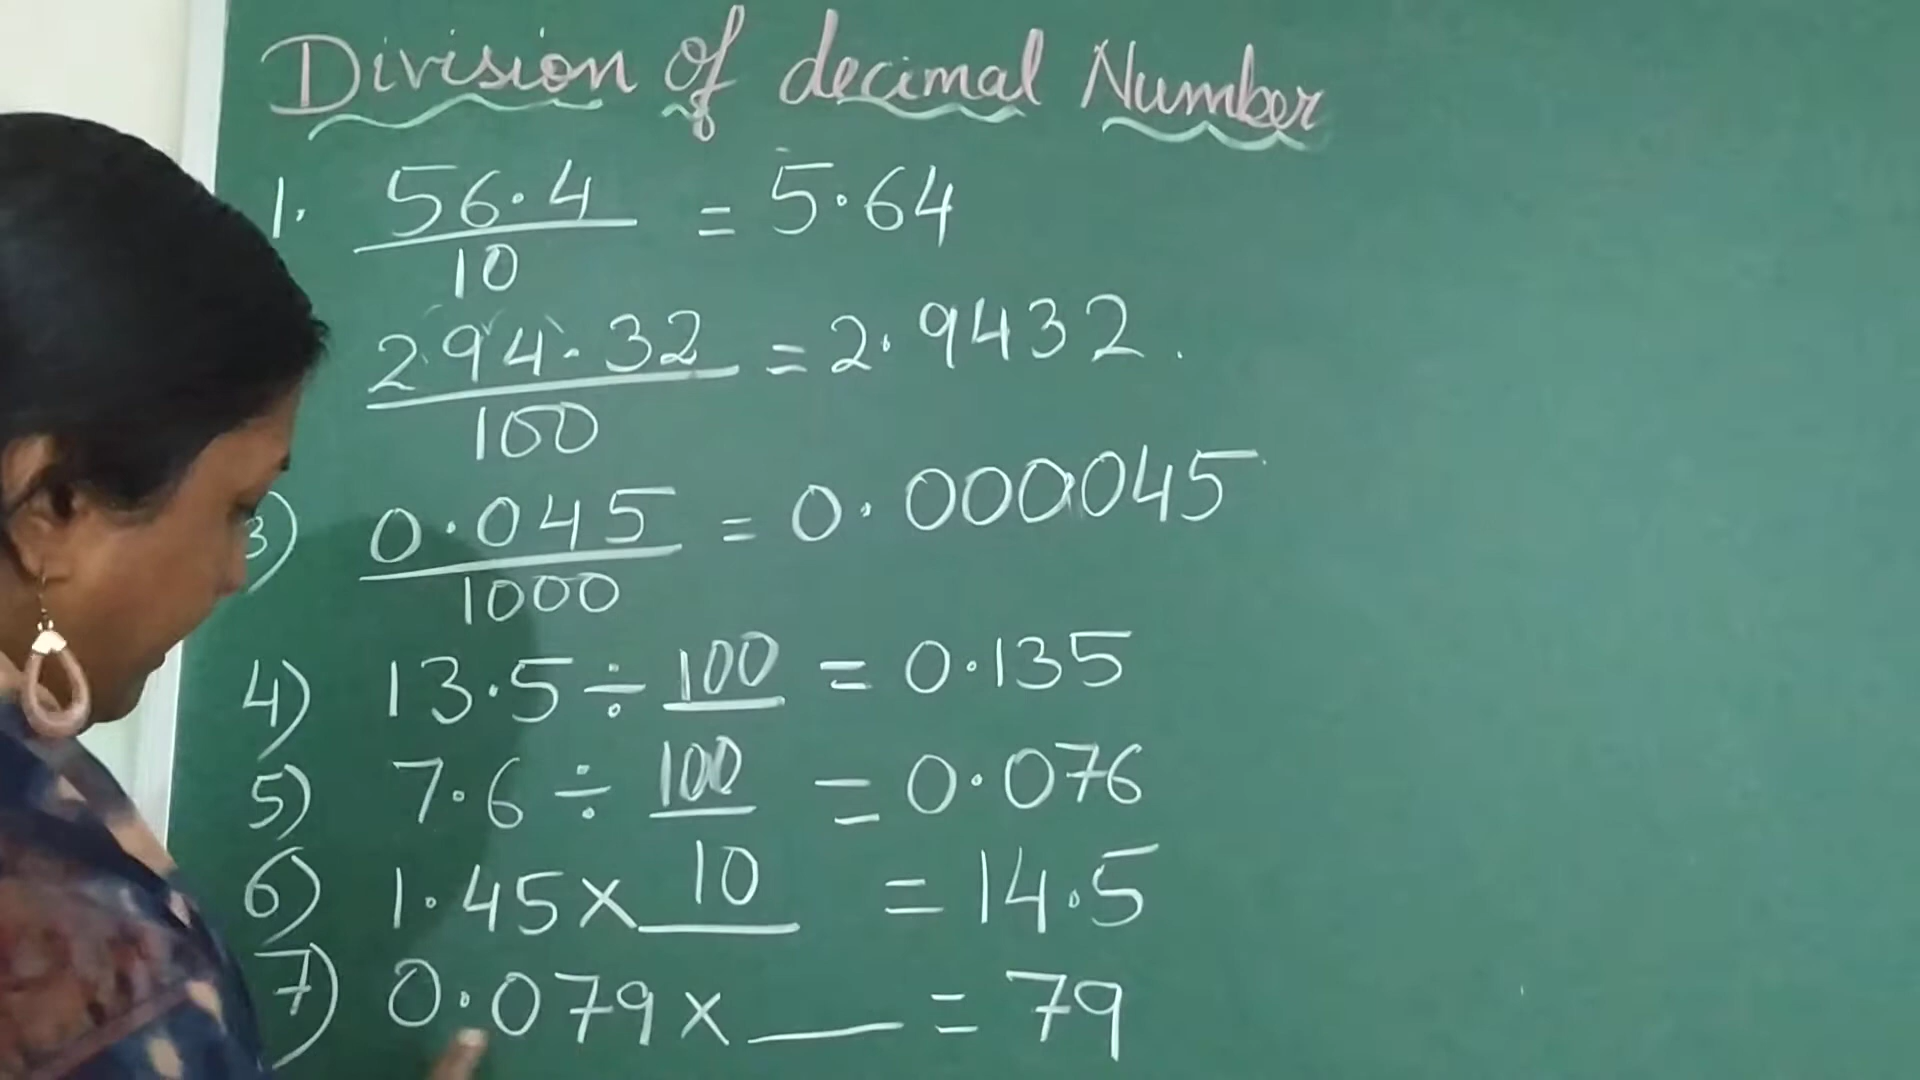 Division of decimal Number
1. 56.4/10 = 5.64
294.32/100 = 2.9432.
3) 0.045/1000 = 0.000045
4) 13.5 ÷ 100 = 0.135
5) 7.6 ÷ 100 = 0.076
6) 1.45 × 10 = 14.5
7) 0.079 × ___ = 79